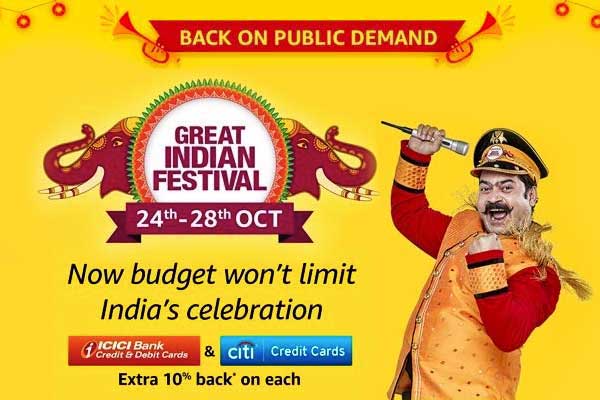 BACK ON PUBLIC DEMAND
GREAT
INDIAN
FESTIVAL
24th-28th OCT
Now budget won't limit
India's celebration
ICICI Bank
Credit & Debit Cards
&
citi
Credit Cards
Extra 10% back* on each